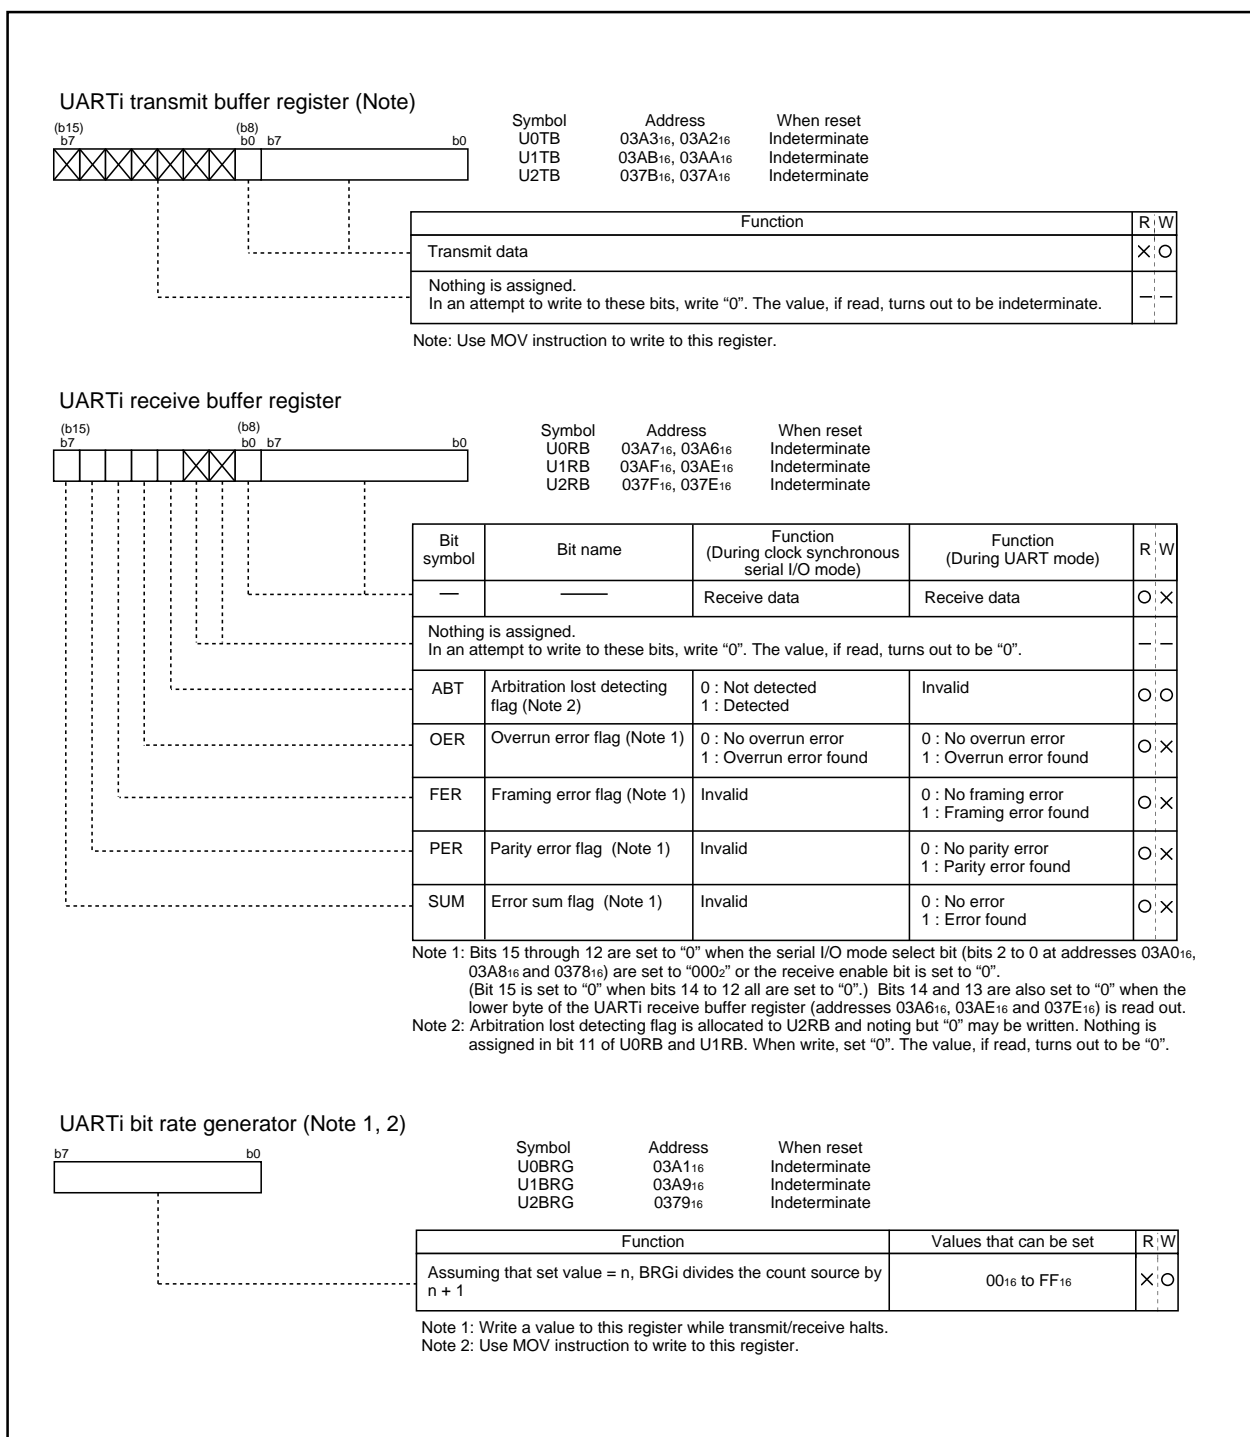 UARTi transmit buffer register (Note)
(b15) (b8)
b7 b0 b7 b0
Symbol Address When reset
U0TB 03A3₁₆, 03A2₁₆ Indeterminate
U1TB 03AB₁₆, 03AA₁₆ Indeterminate
U2TB 037B₁₆, 037A₁₆ Indeterminate
Function R W
Transmit data X O
Nothing is assigned.
In an attempt to write to these bits, write “0”. The value, if read, turns out to be indeterminate. — —
Note: Use MOV instruction to write to this register.
UARTi receive buffer register
(b15) (b8)
b7 b0 b7 b0
Symbol Address When reset
U0RB 03A7₁₆, 03A6₁₆ Indeterminate
U1RB 03AF₁₆, 03AE₁₆ Indeterminate
U2RB 037F₁₆, 037E₁₆ Indeterminate
Bit symbol Bit name Function (During clock synchronous serial I/O mode) Function (During UART mode) R W
— — Receive data Receive data O X
Nothing is assigned.
In an attempt to write to these bits, write “0”. The value, if read, turns out to be “0”. — —
ABT Arbitration lost detecting 0 : Not detected Invalid O O
flag (Note 2) 1 : Detected
OER Overrun error flag (Note 1) 0 : No overrun error 0 : No overrun error O X
1 : Overrun error found 1 : Overrun error found
FER Framing error flag (Note 1) Invalid 0 : No framing error O X
1 : Framing error found
PER Parity error flag (Note 1) Invalid 0 : No parity error O X
1 : Parity error found
SUM Error sum flag (Note 1) Invalid 0 : No error O X
1 : Error found
Note 1: Bits 15 through 12 are set to “0” when the serial I/O mode select bit (bits 2 to 0 at addresses 03A0₁₆,
03A8₁₆ and 0378₁₆) are set to “000₂” or the receive enable bit is set to “0”.
(Bit 15 is set to “0” when bits 14 to 12 all are set to “0”.) Bits 14 and 13 are also set to “0” when the
lower byte of the UARTi receive buffer register (addresses 03A6₁₆, 03AE₁₆ and 037E₁₆) is read out.
Note 2: Arbitration lost detecting flag is allocated to U2RB and noting but “0” may be written. Nothing is
assigned in bit 11 of U0RB and U1RB. When write, set “0”. The value, if read, turns out to be “0”.
UARTi bit rate generator (Note 1, 2)
b7 b0
Symbol Address When reset
U0BRG 03A1₁₆ Indeterminate
U1BRG 03A9₁₆ Indeterminate
U2BRG 0379₁₆ Indeterminate
Function Values that can be set R W
Assuming that set value = n, BRGi divides the count source by 00₁₆ to FF₁₆ X O
n + 1
Note 1: Write a value to this register while transmit/receive halts.
Note 2: Use MOV instruction to write to this register.